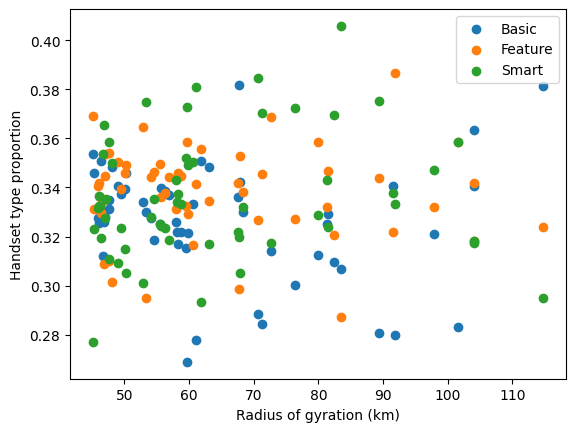 Basic
Feature
Smart
0.40
0.38
0.36
0.34
0.32
0.30
0.28
Handset type proportion
50 60 70 80 90 100 110
Radius of gyration (km)